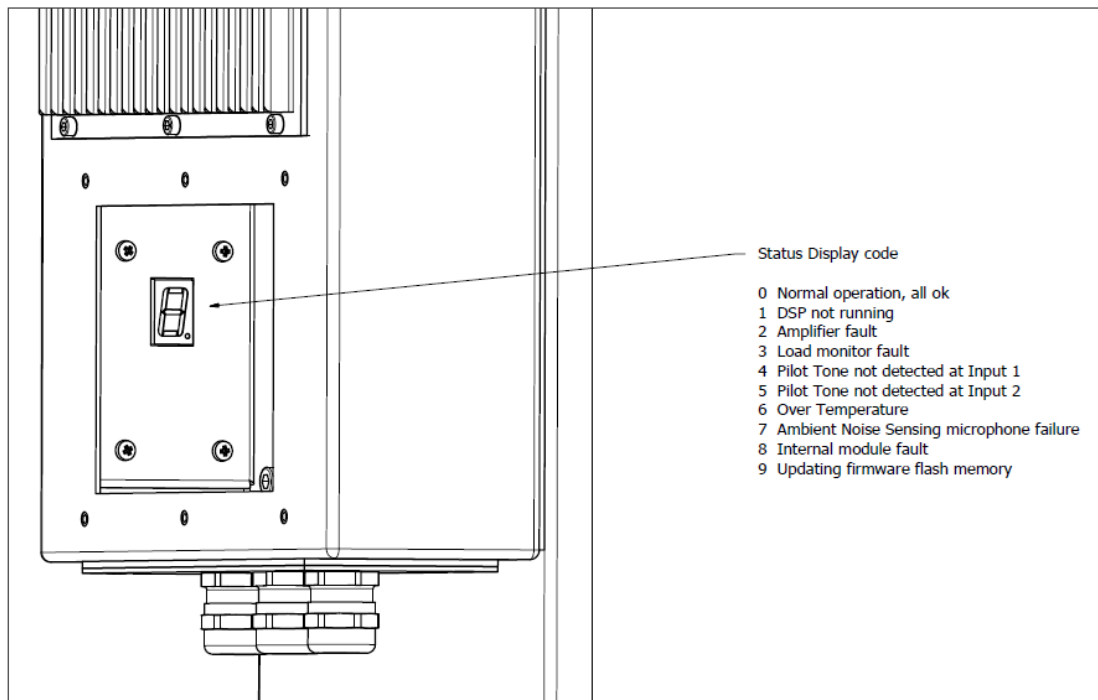 Status Display code
0 Normal operation, all ok
1 DSP not running
2 Amplifier fault
3 Load monitor fault
4 Pilot Tone not detected at Input 1
5 Pilot Tone not detected at Input 2
6 Over Temperature
7 Ambient Noise Sensing microphone failure
8 Internal module fault
9 Updating firmware flash memory